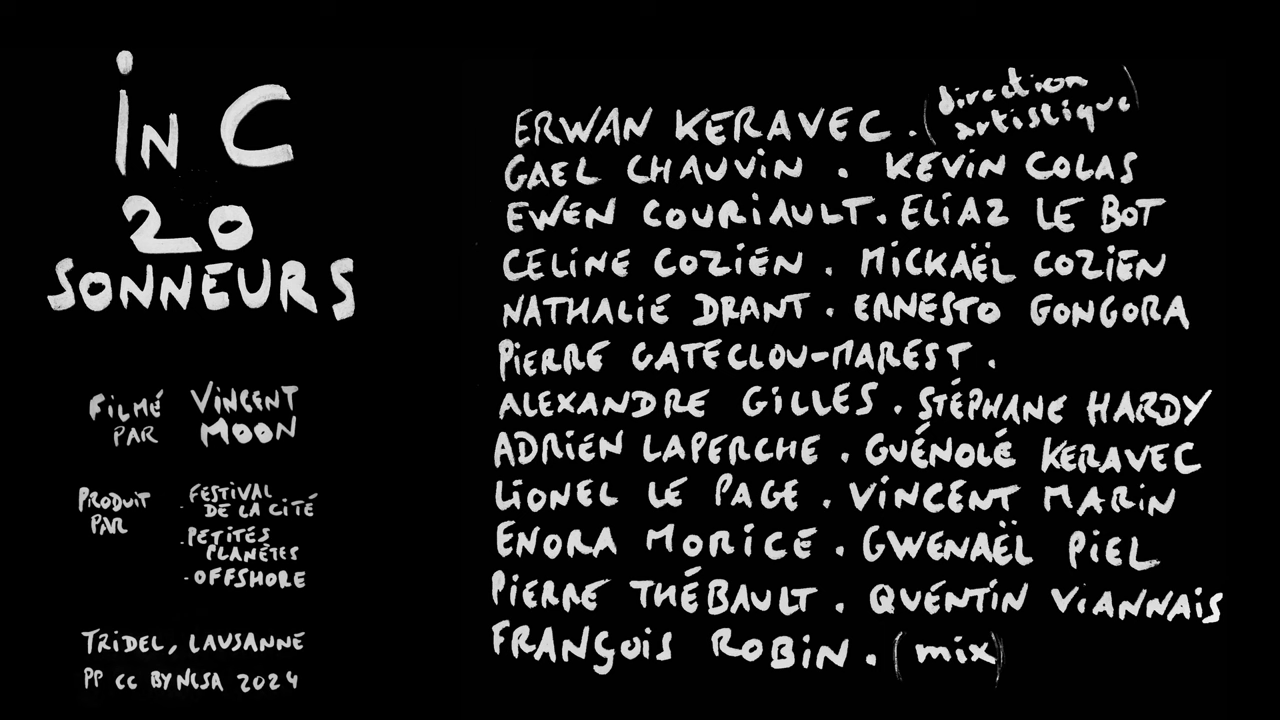 iN C
20
SONNEURS
FiLMÉ PAR VINCENT MOON
PRODUIT PAR
- FESTIVAL DE LA CiTÉ
- PETITES PLANÈTES
- OFFSHORE
TRiDEL, LAUSANNE
PP CC BYNCSA 2024
ERWAN KERAVEC . (direction artistique)
GAEL CHAUViN . KEViN COLAS
EWEN COURiAULT . ELiAZ LE BOT
CELiNE COZiEN . MiCKAËL COZiEN
NATHALiE DRANT . ERNESTO GONGORA
PiERRE GATECLOU-MAREST .
ALEXANDRE GiLLES . STÉPHANE HARDY
ADRiEN LAPERCHE . GUÉNOLÉ KERAVEC
LiONEL LE PAGE . ViNCENT MARiN
ENORA MORiCE . GWENAËL PiEL
PiERRE THÉBAULT . QUENTiN ViANNAiS
FRANÇOiS ROBiN . (mix)